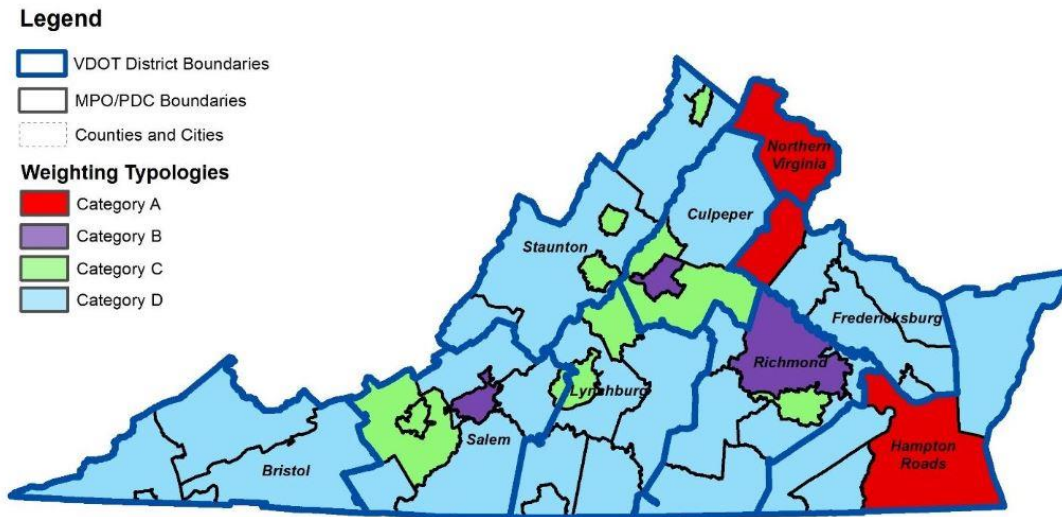 Legend
VDOT District Boundaries
MPO/PDC Boundaries
Counties and Cities
Weighting Typologies
Category A
Category B
Category C
Category D
Northern
Virginia
Culpeper
Staunton
Fredericksburg
Richmond
Lynchburg
Salem
Hampton
Roads
Bristol